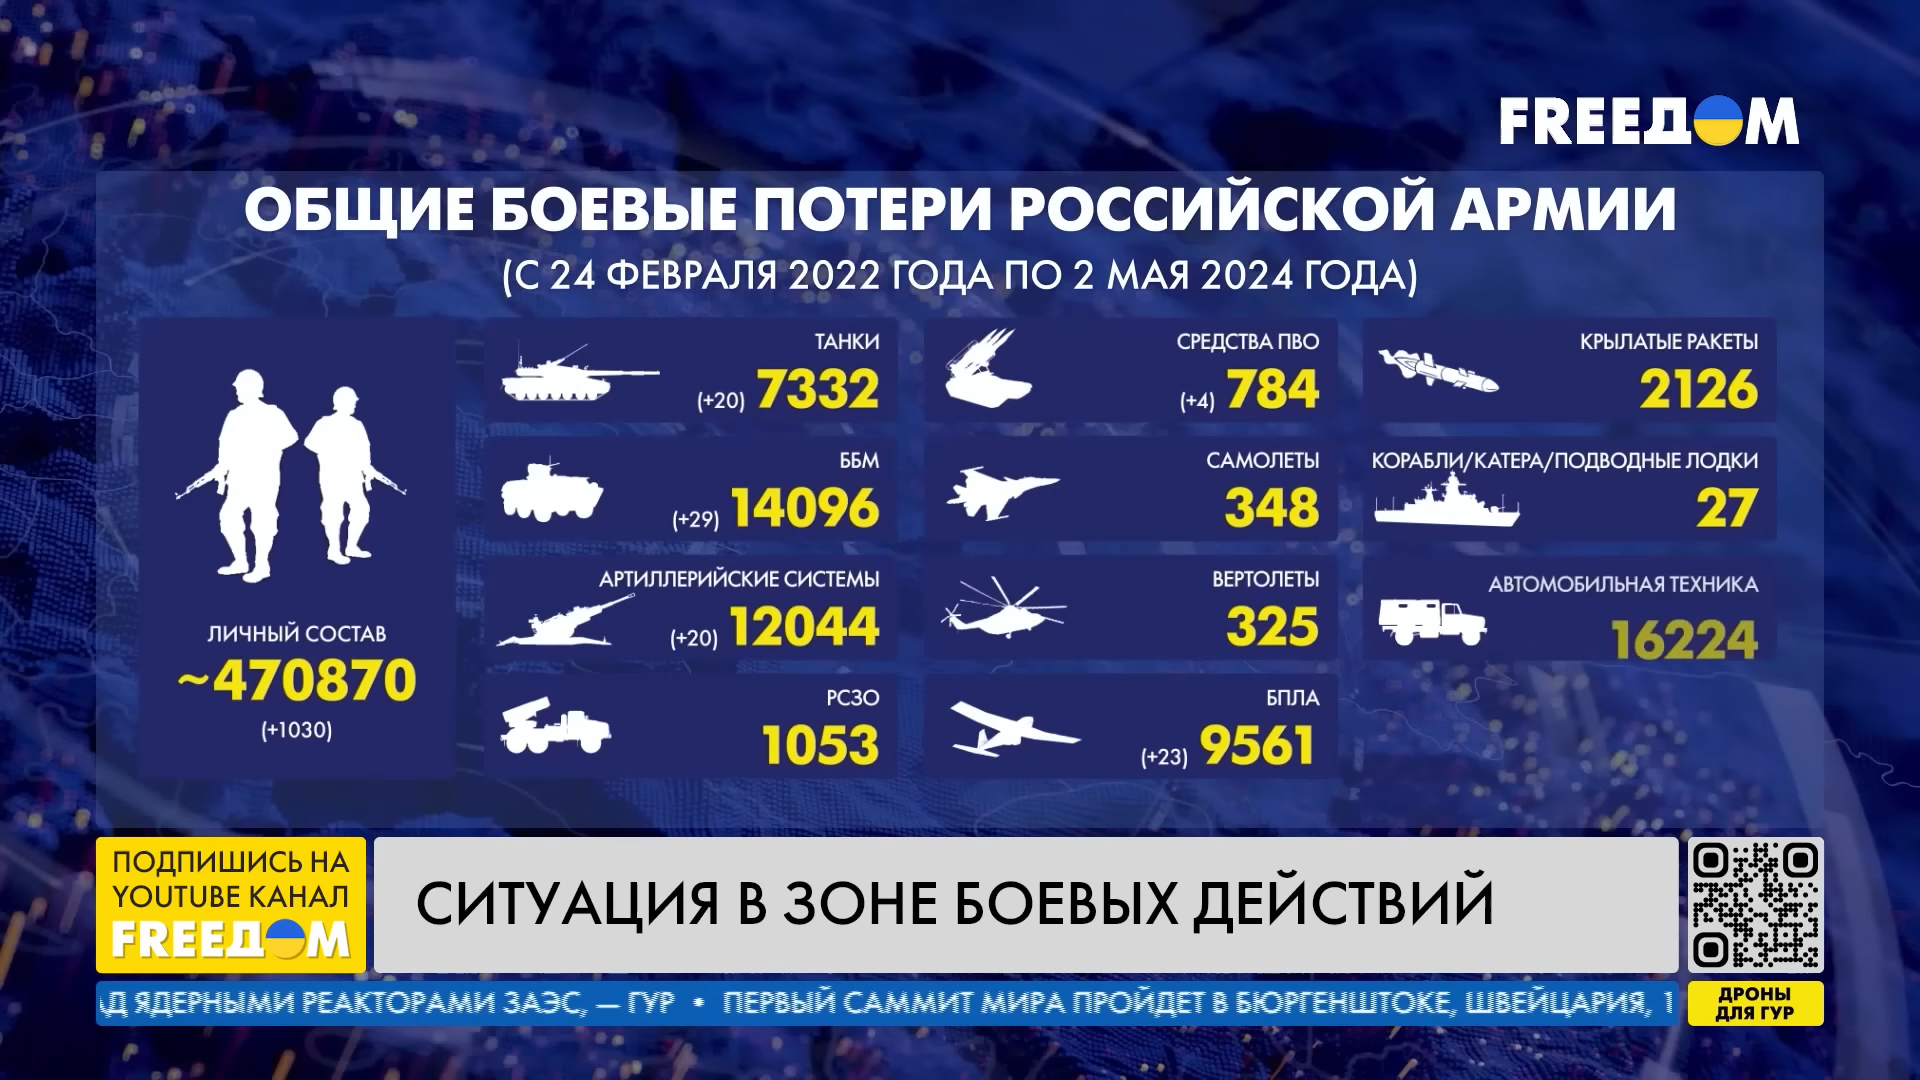 FREEДOM
ОБЩИЕ БОЕВЫЕ ПОТЕРИ РОССИЙСКОЙ АРМИИ
(С 24 ФЕВРАЛЯ 2022 ГОДА ПО 2 МАЯ 2024 ГОДА)
ЛИЧНЫЙ СОСТАВ
~470870
(+1030)
ТАНКИ
(+20) 7332
ББМ
(+29) 14096
АРТИЛЛЕРИЙСКИЕ СИСТЕМЫ
(+20) 12044
РСЗО
1053
СРЕДСТВА ПВО
(+4) 784
САМОЛЕТЫ
348
ВЕРТОЛЕТЫ
325
БПЛА
(+23) 9561
КРЫЛАТЫЕ РАКЕТЫ
2126
КОРАБЛИ/КАТЕРА/ПОДВОДНЫЕ ЛОДКИ
27
АВТОМОБИЛЬНАЯ ТЕХНИКА
16224
ПОДПИШИСЬ НА
YOUTUBE КАНАЛ
FREEДOM
СИТУАЦИЯ В ЗОНЕ БОЕВЫХ ДЕЙСТВИЙ
ЯДЕРНЫМИ РЕАКТОРАМИ ЗАЭС, — ГУР • ПЕРВЫЙ САММИТ МИРА ПРОЙДЕТ В БЮРГЕНШТОКЕ, ШВЕЙЦАРИЯ,
ДРОНЫ
ДЛЯ ГУР